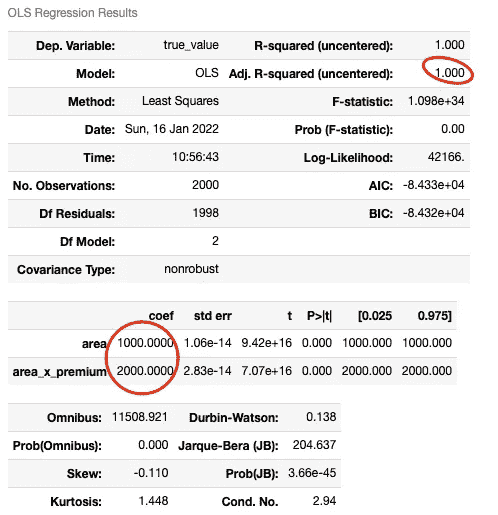 OLS Regression Results
Dep. Variable: true_value R-squared (uncentered): 1.000
Model: OLS Adj. R-squared (uncentered): 1.000
Method: Least Squares F-statistic: 1.098e+34
Date: Sun, 16 Jan 2022 Prob (F-statistic): 0.00
Time: 10:56:43 Log-Likelihood: 42166.
No. Observations: 2000 AIC: -8.433e+04
Df Residuals: 1998 BIC: -8.432e+04
Df Model: 2
Covariance Type: nonrobust
coef std err t P>|t| [0.025 0.975]
area 1000.0000 1.06e-14 9.42e+16 0.000 1000.000 1000.000
area_x_premium 2000.0000 2.83e-14 7.07e+16 0.000 2000.000 2000.000
Omnibus: 11508.921 Durbin-Watson: 0.138
Prob(Omnibus): 0.000 Jarque-Bera (JB): 204.637
Skew: -0.110 Prob(JB): 3.66e-45
Kurtosis: 1.448 Cond. No. 2.94